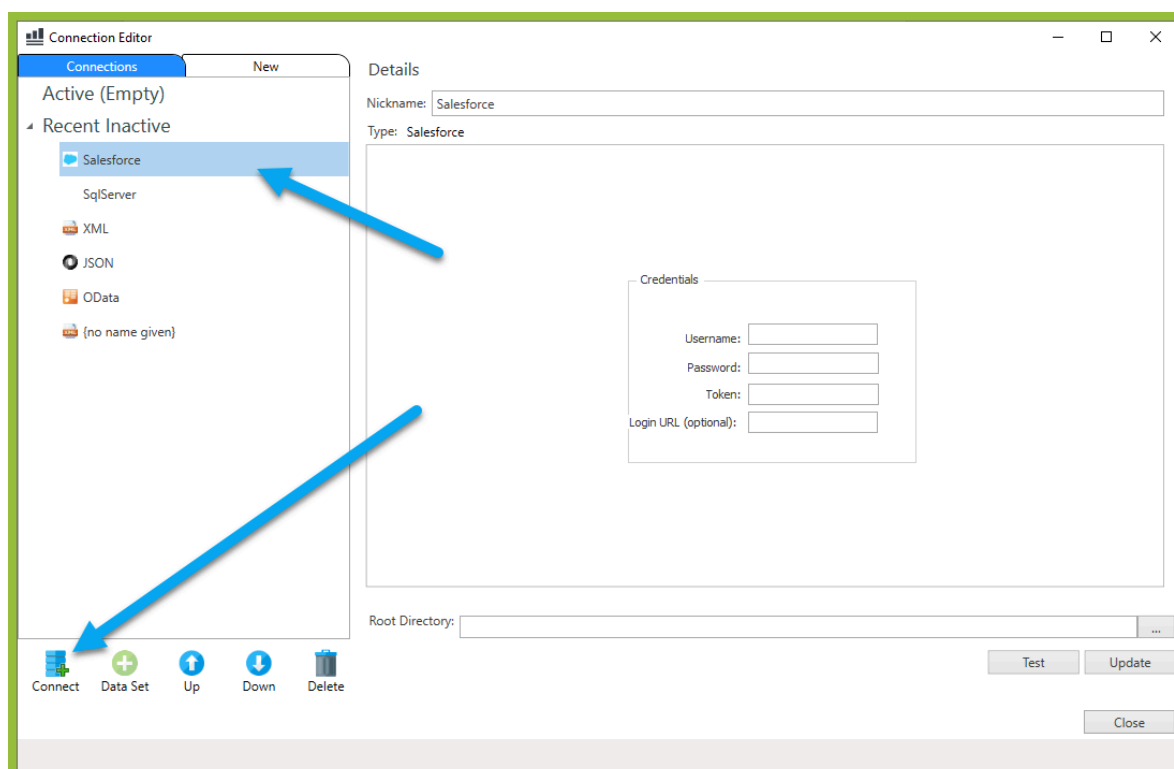 Connection Editor
Connections
New
Active (Empty)
Recent Inactive
Salesforce
SqlServer
XML
JSON
OData
{no name given}
Connect
Data Set
Up
Down
Delete
Details
Nickname: Salesforce
Type: Salesforce
Credentials
Username:
Password:
Token:
Login URL (optional):
Root Directory:
...
Test
Update
Close